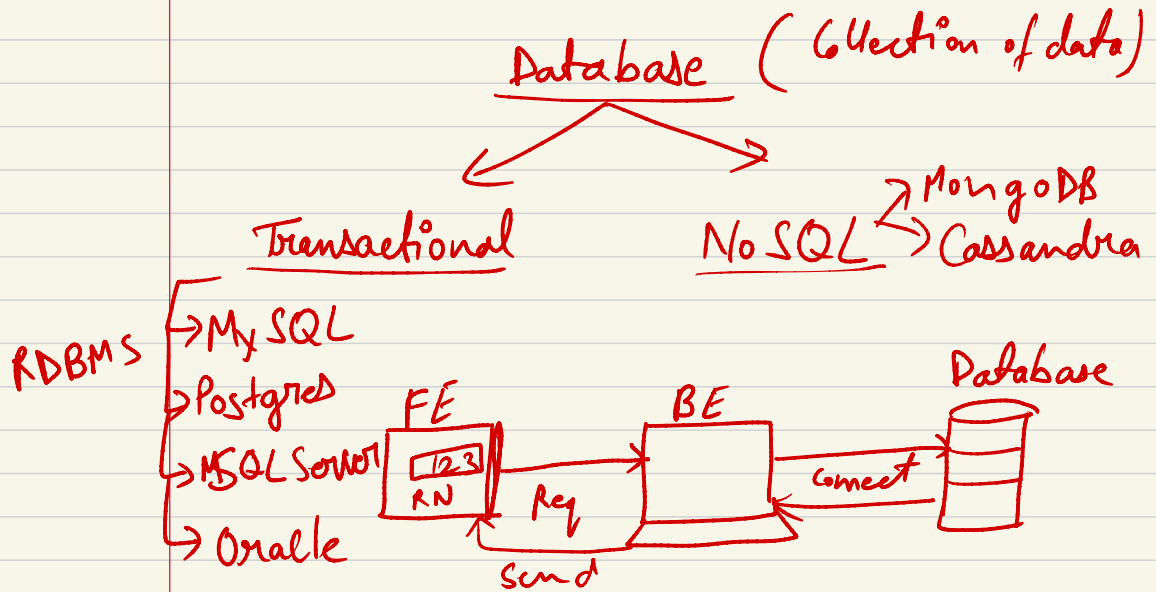 Database (Collection of data)
Transactional
NoSQL
MongoDB
Cassandra
RDBMS
MySQL
Postgres
MSQL Server
Oracle
FE
123
RN
Req
Send
BE
Connect
Database